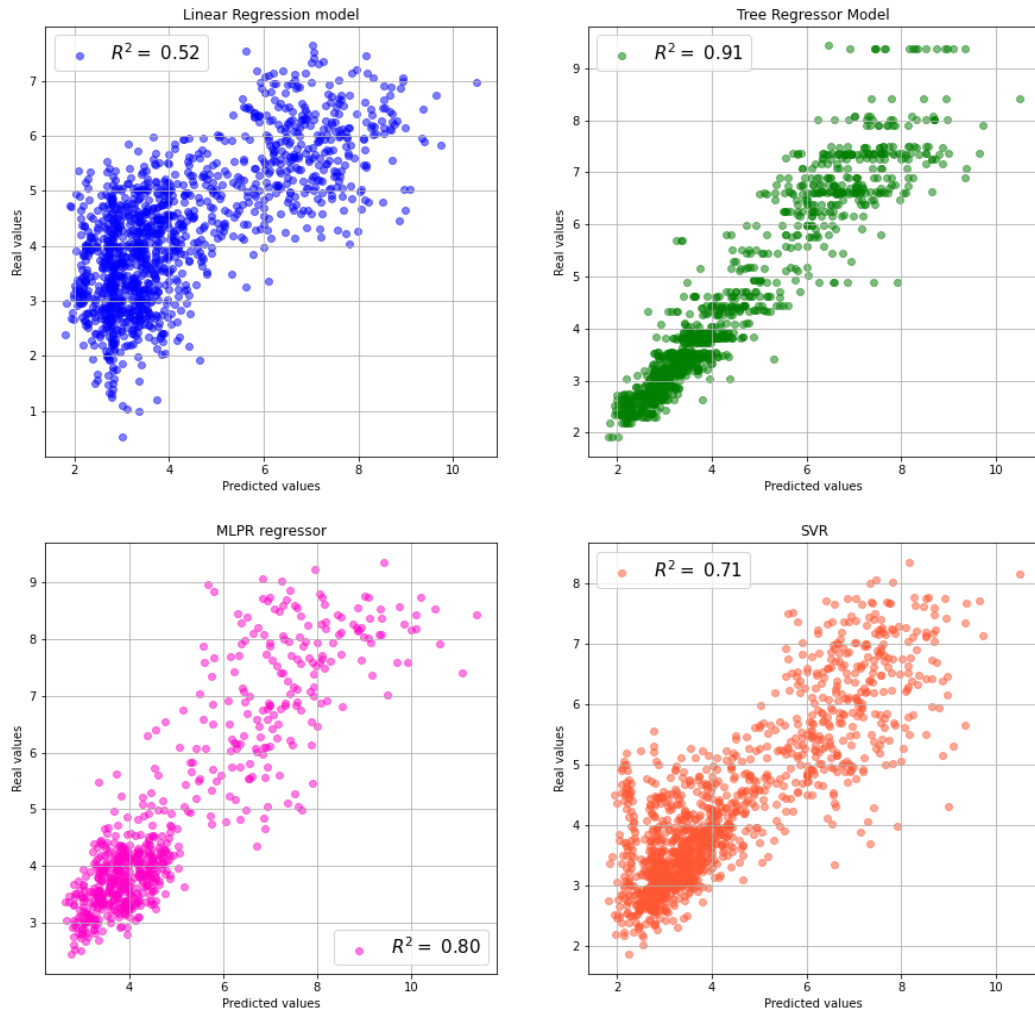 Linear Regression model
R² = 0.52
Real values
7
6
5
4
3
2
1
2 4 6 8 10
Predicted values
Tree Regressor Model
R² = 0.91
Real values
9
8
7
6
5
4
3
2
2 4 6 8 10
Predicted values
MLPR regressor
Real values
9
8
7
6
5
4
3
R² = 0.80
4 6 8 10
Predicted values
SVR
R² = 0.71
Real values
8
7
6
5
4
3
2
2 4 6 8 10
Predicted values